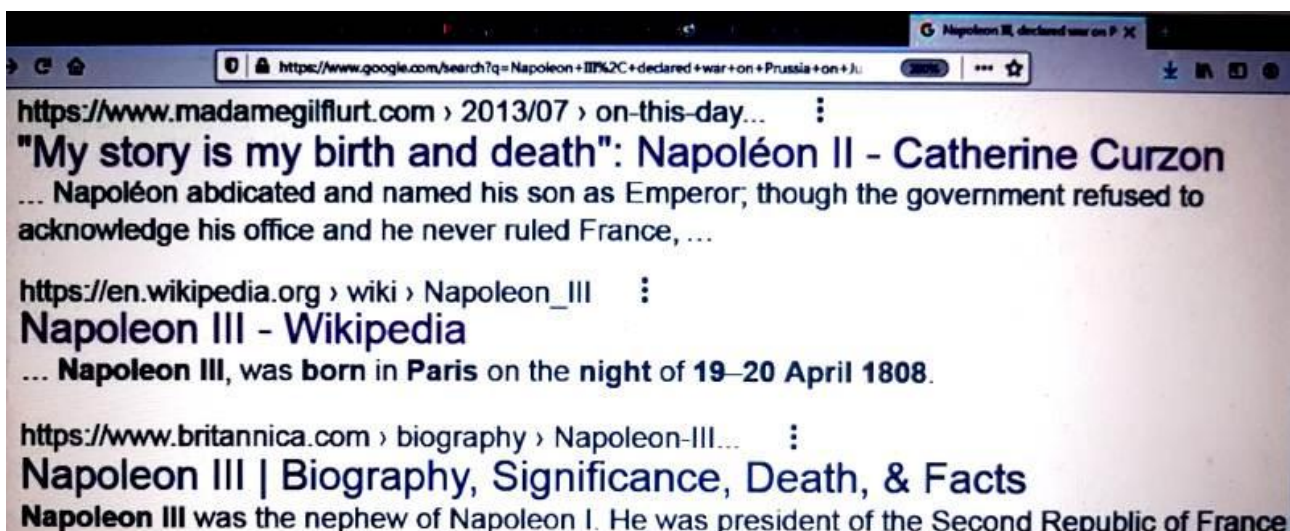 Napoleon III, declared war on P
https://www.google.com/search?q=Napoleon+III%2C+declared+war+on+Prussia+on+Ju
https://www.madamegilflurt.com › 2013/07 › on-this-day...
"My story is my birth and death": Napoléon II - Catherine Curzon
... Napoléon abdicated and named his son as Emperor; though the government refused to
acknowledge his office and he never ruled France, ...
https://en.wikipedia.org › wiki › Napoleon_III
Napoleon III - Wikipedia
... Napoleon III, was born in Paris on the night of 19–20 April 1808.
https://www.britannica.com › biography › Napoleon-III...
Napoleon III | Biography, Significance, Death, & Facts
Napoleon III was the nephew of Napoleon I. He was president of the Second Republic of France